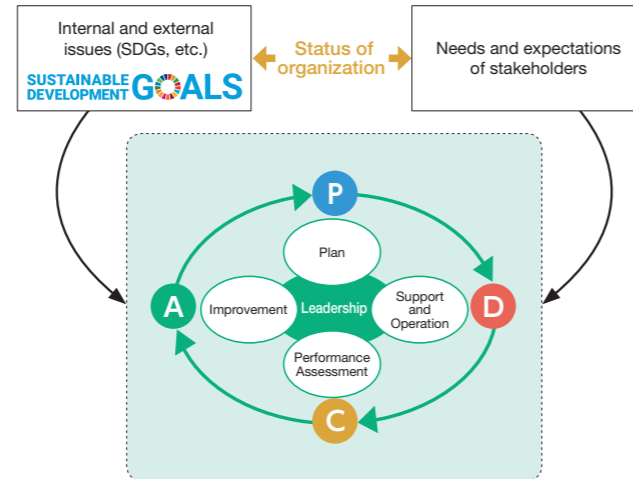 Internal and external
issues (SDGs, etc.)
SUSTAINABLE
DEVELOPMENT
GOALS
Status of
organization
Needs and expectations
of stakeholders
P
Plan
A
Improvement
Leadership
Support
and
Operation
D
Performance
Assessment
C